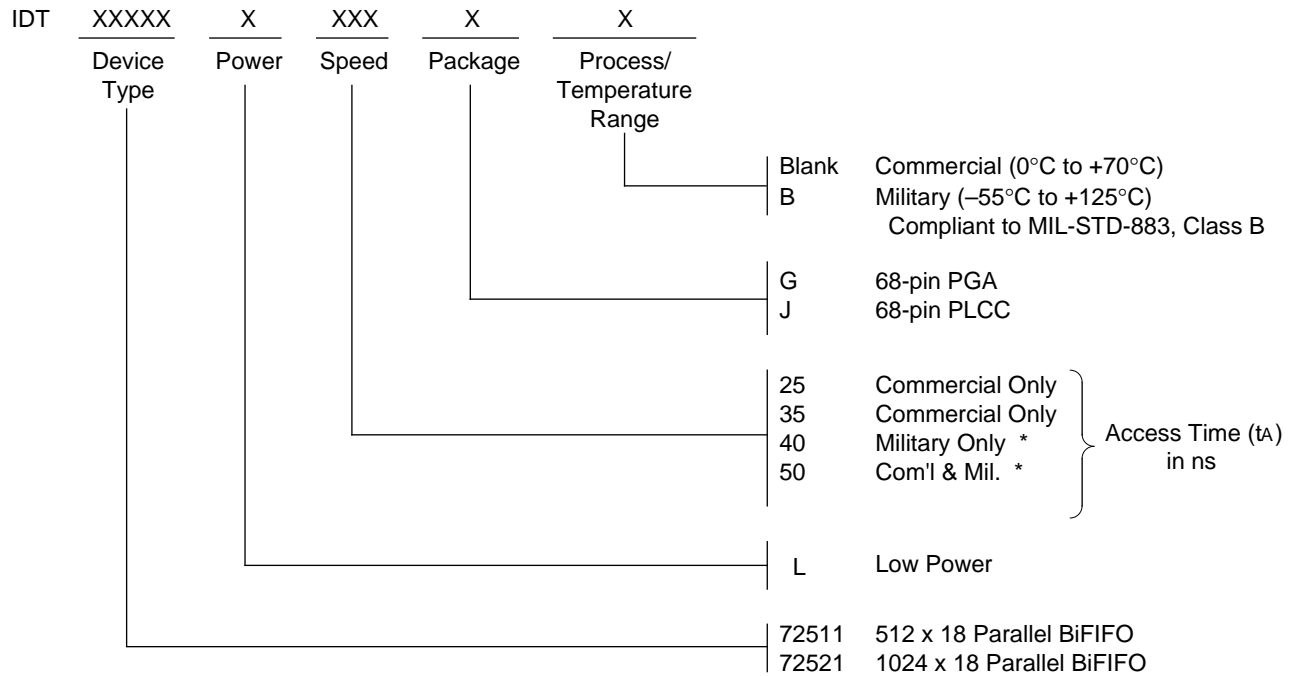 IDT XXXXX X XXX X X
Device Type Power Speed Package Process/ Temperature Range
Blank Commercial (0°C to +70°C)
B Military (–55°C to +125°C)
Compliant to MIL-STD-883, Class B
G 68-pin PGA
J 68-pin PLCC
25 Commercial Only
35 Commercial Only
40 Military Only *
50 Com'l & Mil. *
Access Time (tA)
in ns
L Low Power
72511 512 x 18 Parallel BiFIFO
72521 1024 x 18 Parallel BiFIFO